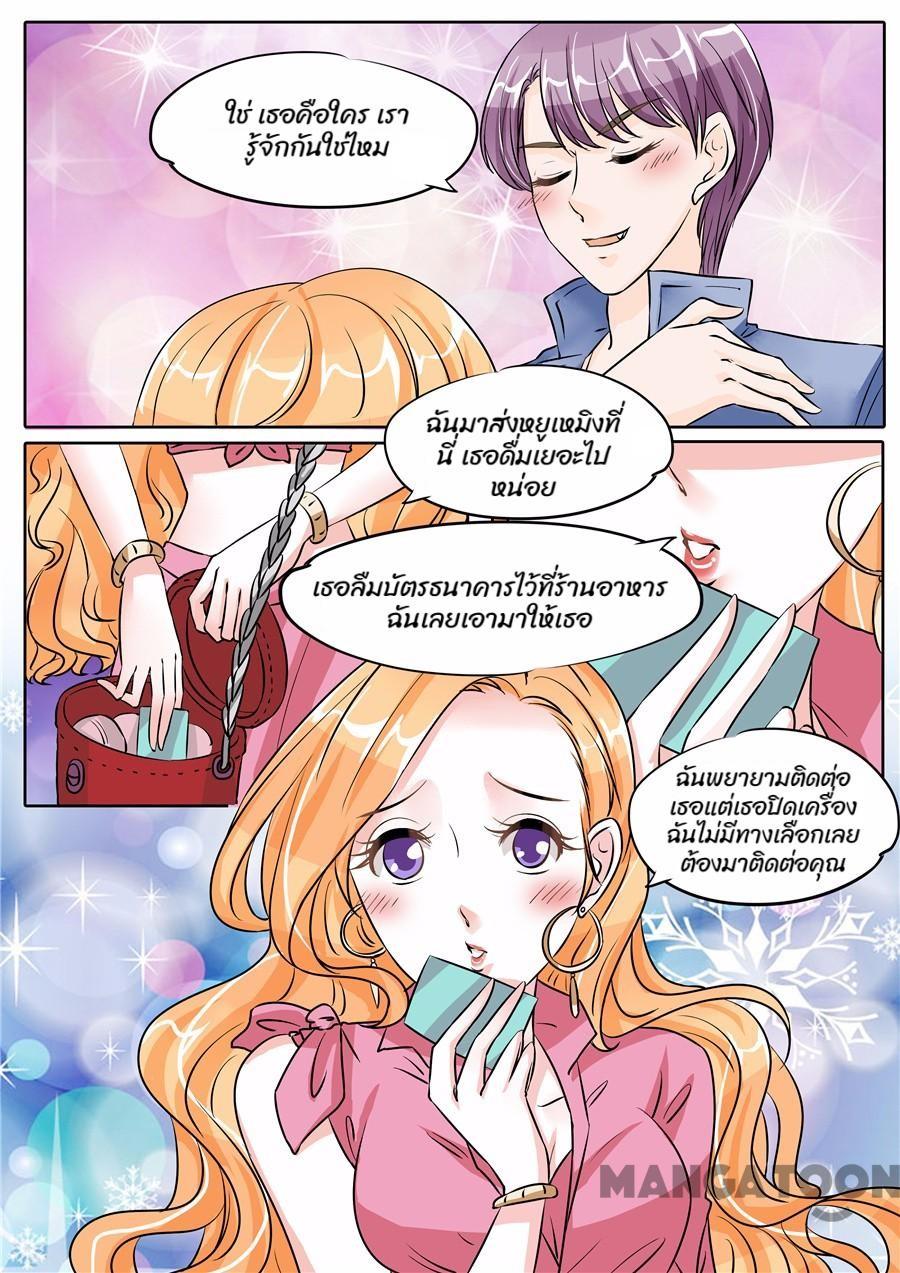 ใช่ เธอคือใคร เรา
รู้จักกันใช่ไหม
ฉันมาส่งหยูเหมิงที่
นี่ เธอดื่มเยอะไป
หน่อย
เธอลืมบัตรธนาคารไว้ที่ร้านอาหาร
ฉันเลยเอามาให้เธอ
ฉันพยายามติดต่อ
เธอแต่เธอปิดเครื่อง
ฉันไม่มีทางเลือกเลย
ต้องมาติดต่อคุณ
MANGATOON